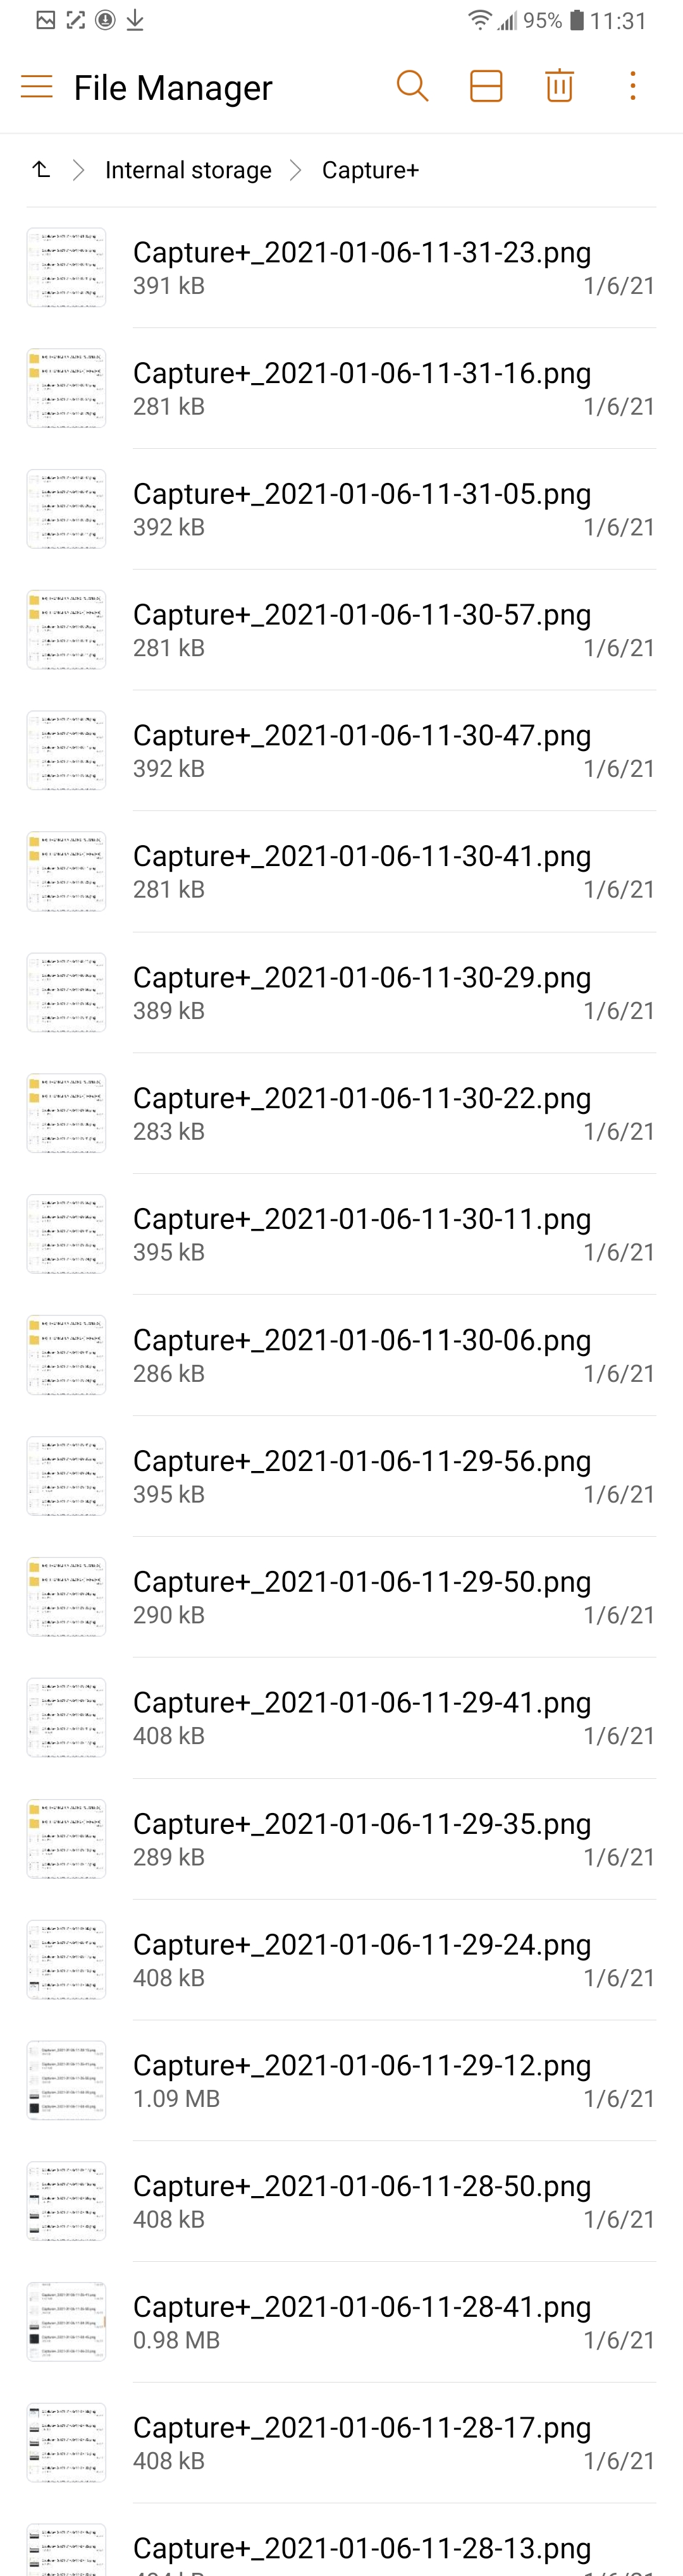 95% 11:31
File Manager
Internal storage Capture+
Capture+_2021-01-06-11-31-23.png
391 kB 1/6/21
Capture+_2021-01-06-11-31-16.png
281 kB 1/6/21
Capture+_2021-01-06-11-31-05.png
392 kB 1/6/21
Capture+_2021-01-06-11-30-57.png
281 kB 1/6/21
Capture+_2021-01-06-11-30-47.png
392 kB 1/6/21
Capture+_2021-01-06-11-30-41.png
281 kB 1/6/21
Capture+_2021-01-06-11-30-29.png
389 kB 1/6/21
Capture+_2021-01-06-11-30-22.png
283 kB 1/6/21
Capture+_2021-01-06-11-30-11.png
395 kB 1/6/21
Capture+_2021-01-06-11-30-06.png
286 kB 1/6/21
Capture+_2021-01-06-11-29-56.png
395 kB 1/6/21
Capture+_2021-01-06-11-29-50.png
290 kB 1/6/21
Capture+_2021-01-06-11-29-41.png
408 kB 1/6/21
Capture+_2021-01-06-11-29-35.png
289 kB 1/6/21
Capture+_2021-01-06-11-29-24.png
408 kB 1/6/21
Capture+_2021-01-06-11-29-12.png
1.09 MB 1/6/21
Capture+_2021-01-06-11-28-50.png
408 kB 1/6/21
Capture+_2021-01-06-11-28-41.png
0.98 MB 1/6/21
Capture+_2021-01-06-11-28-17.png
408 kB 1/6/21
Capture+_2021-01-06-11-28-13.png